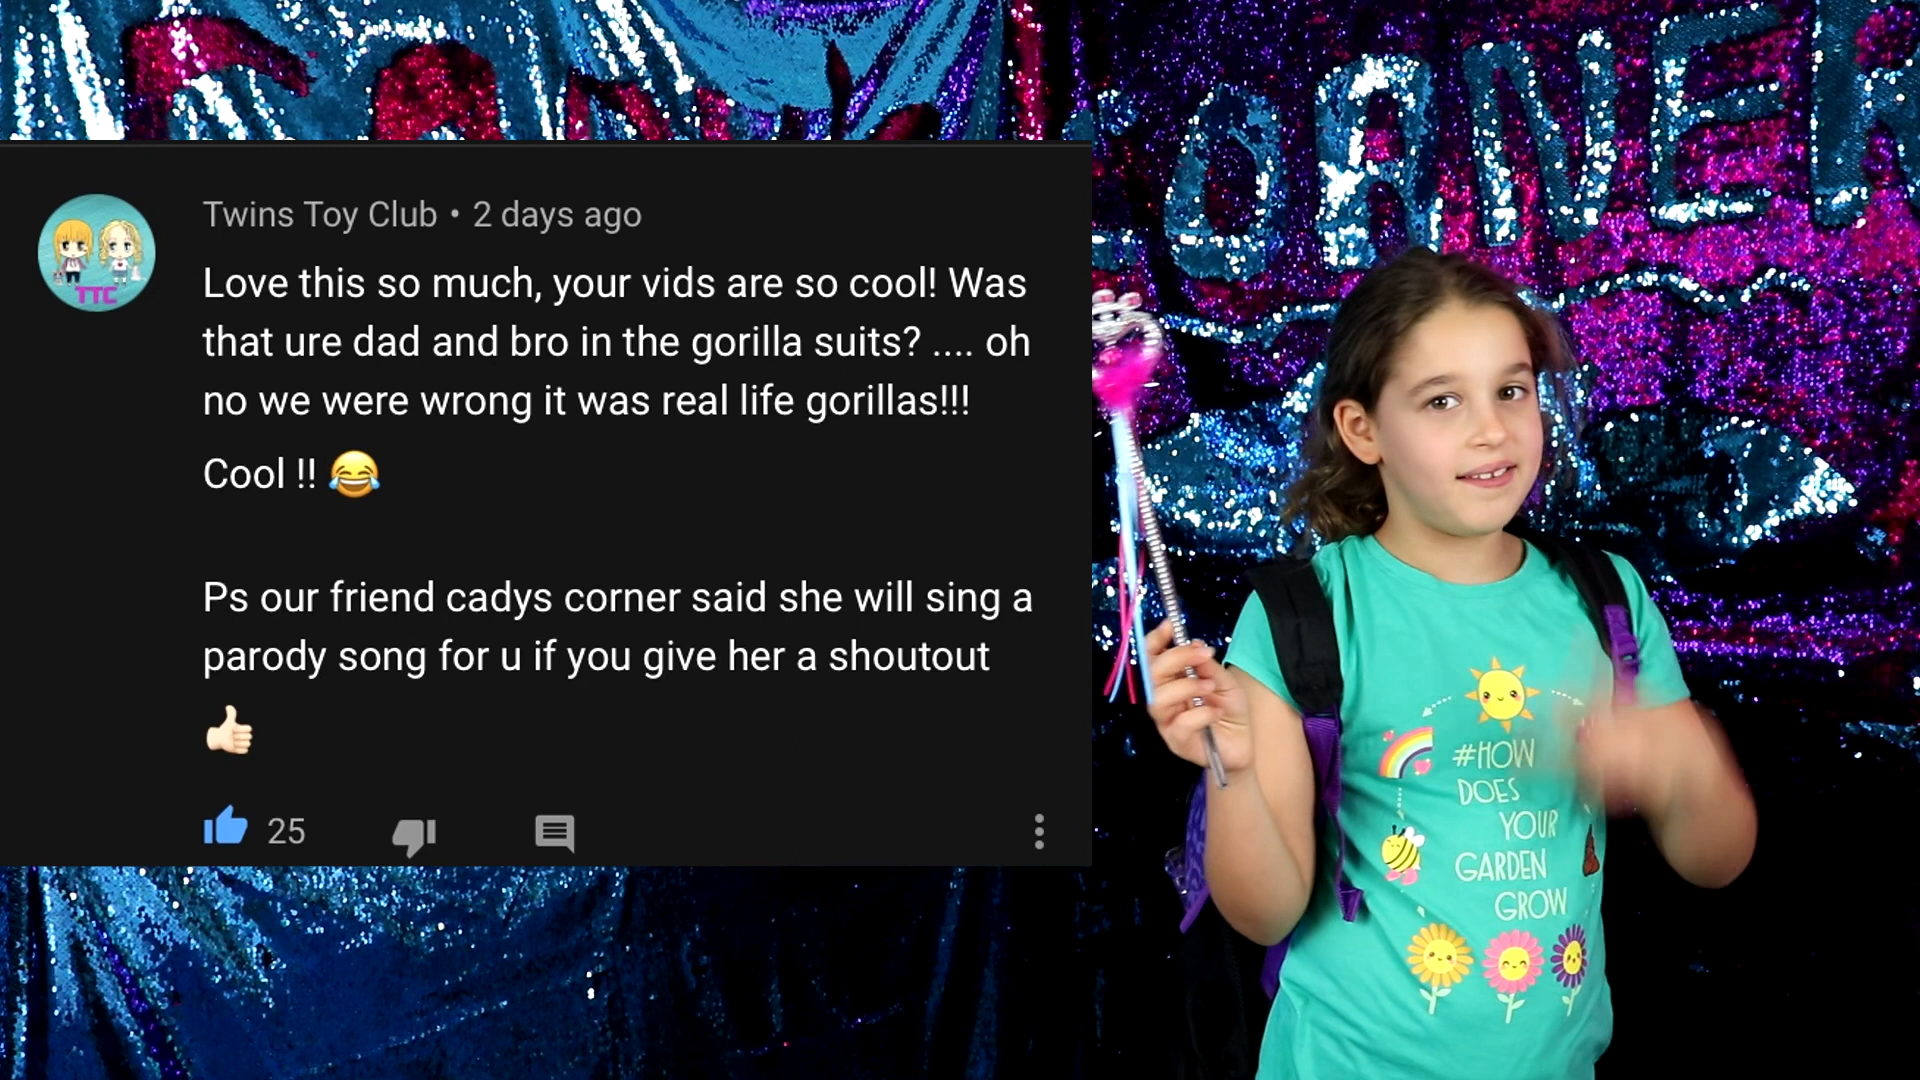 CORNER
Twins Toy Club • 2 days ago
Love this so much, your vids are so cool! Was
that ure dad and bro in the gorilla suits? .... oh
no we were wrong it was real life gorillas!!!
Cool !! 😂
Ps our friend cadys corner said she will sing a
parody song for u if you give her a shoutout
👍🏻
25
TTC
#HOW
DOES
YOUR
GARDEN
GROW